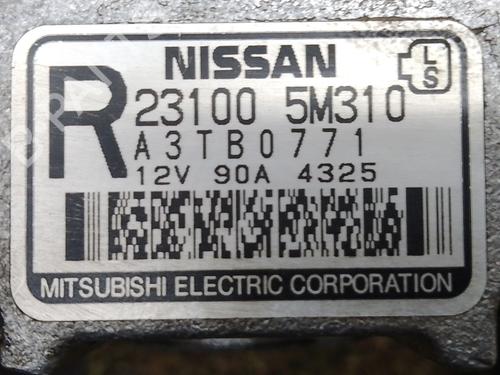 NISSAN
L
S
R
23100 5M310
A3TB0771
12V 90A 4325
MITSUBISHI ELECTRIC CORPORATION